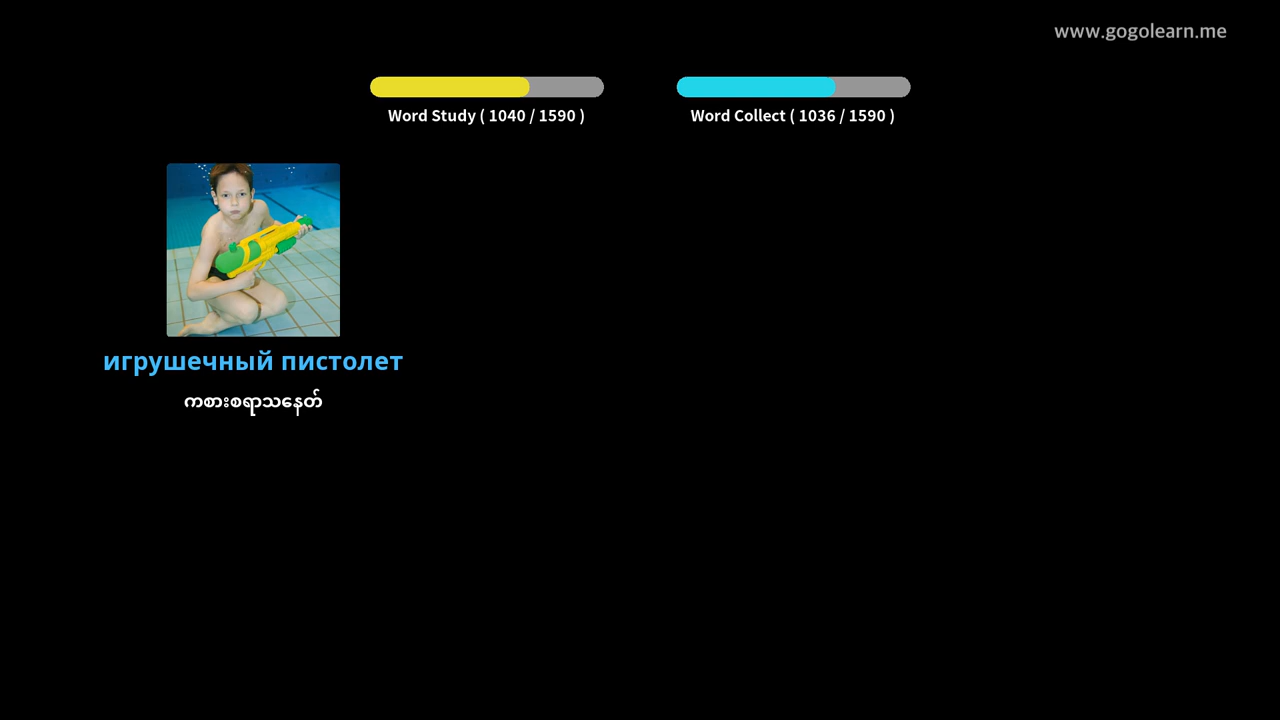 www.gogolearn.me
Word Study ( 1040 / 1590 )
Word Collect ( 1036 / 1590 )
игрушечный пистолет
ကစားစရာသေနတ်